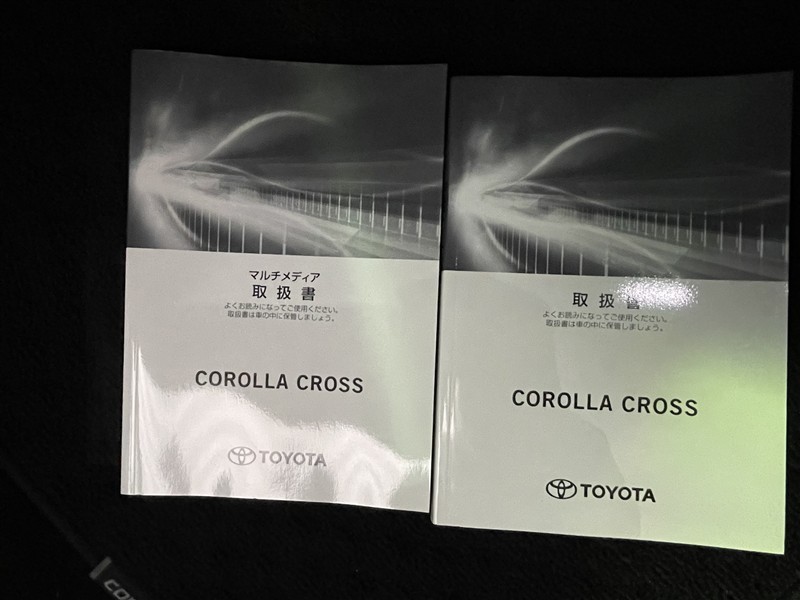 マルチメディア
取扱書
よくお読みになってご使用ください。
取扱書は車の中に保管しましょう。
COROLLA CROSS
TOYOTA
取扱書
よくお読みになってご使用ください。
取扱書は車の中に保管しましょう。
COROLLA CROSS
TOYOTA